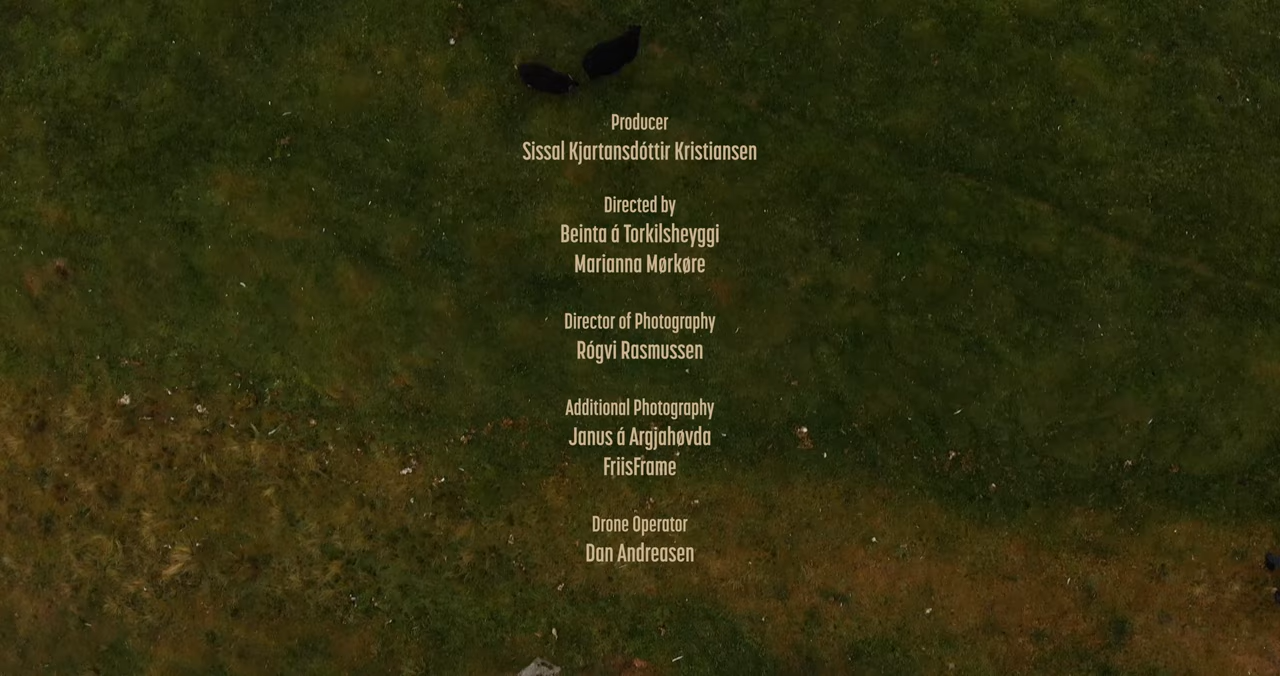 Producer
Sissal Kjartansdóttir Kristiansen
Directed by
Beinta á Torkilsheyggi
Marianna Mørkøre
Director of Photography
Rógvi Rasmussen
Additional Photography
Janus á Argjahøvda
FriisFrame
Drone Operator
Dan Andreasen